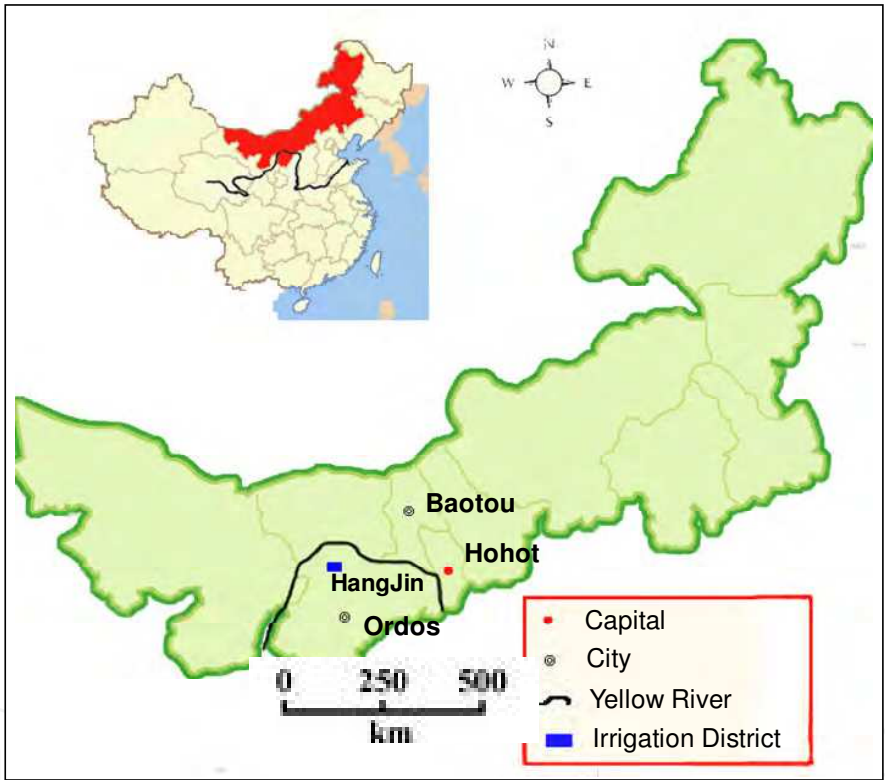 N
W E
S
Baotou
Hohot
HangJin
Ordos
0 250 500
km
Capital
City
Yellow River
Irrigation District